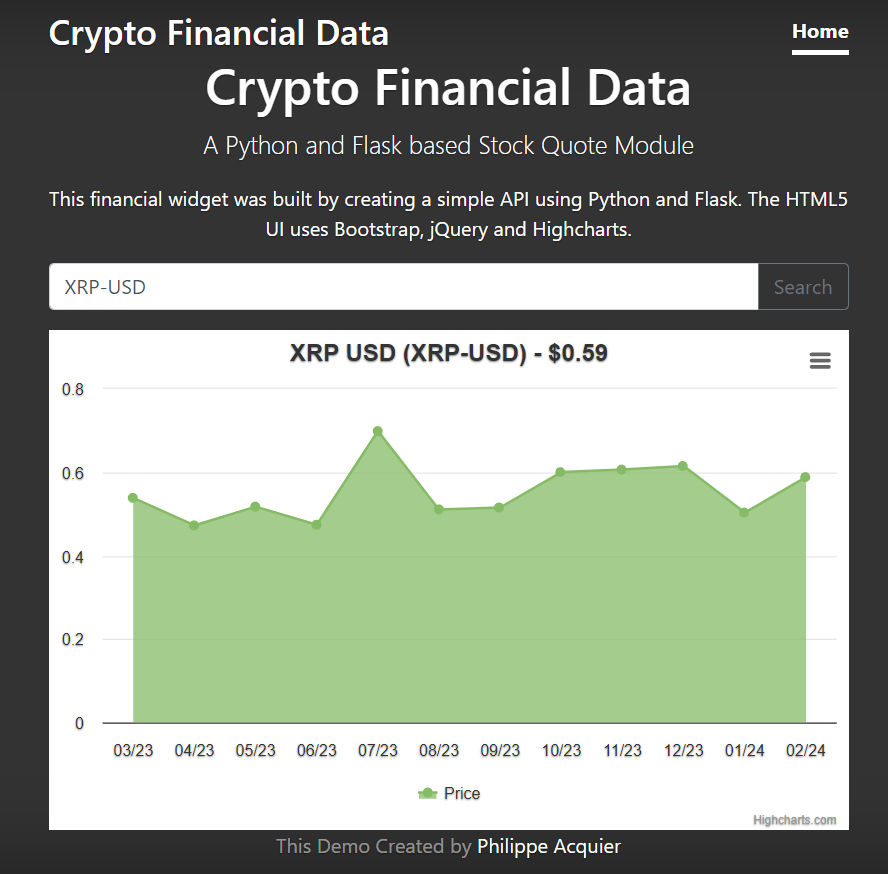 Crypto Financial Data
Home
Crypto Financial Data
A Python and Flask based Stock Quote Module
This financial widget was built by creating a simple API using Python and Flask. The HTML5
UI uses Bootstrap, jQuery and Highcharts.
XRP-USD
Search
XRP USD (XRP-USD) - $0.59
0.8
0.6
0.4
0.2
0
03/23 04/23 05/23 06/23 07/23 08/23 09/23 10/23 11/23 12/23 01/24 02/24
Price
Highcharts.com
This Demo Created by Philippe Acquier